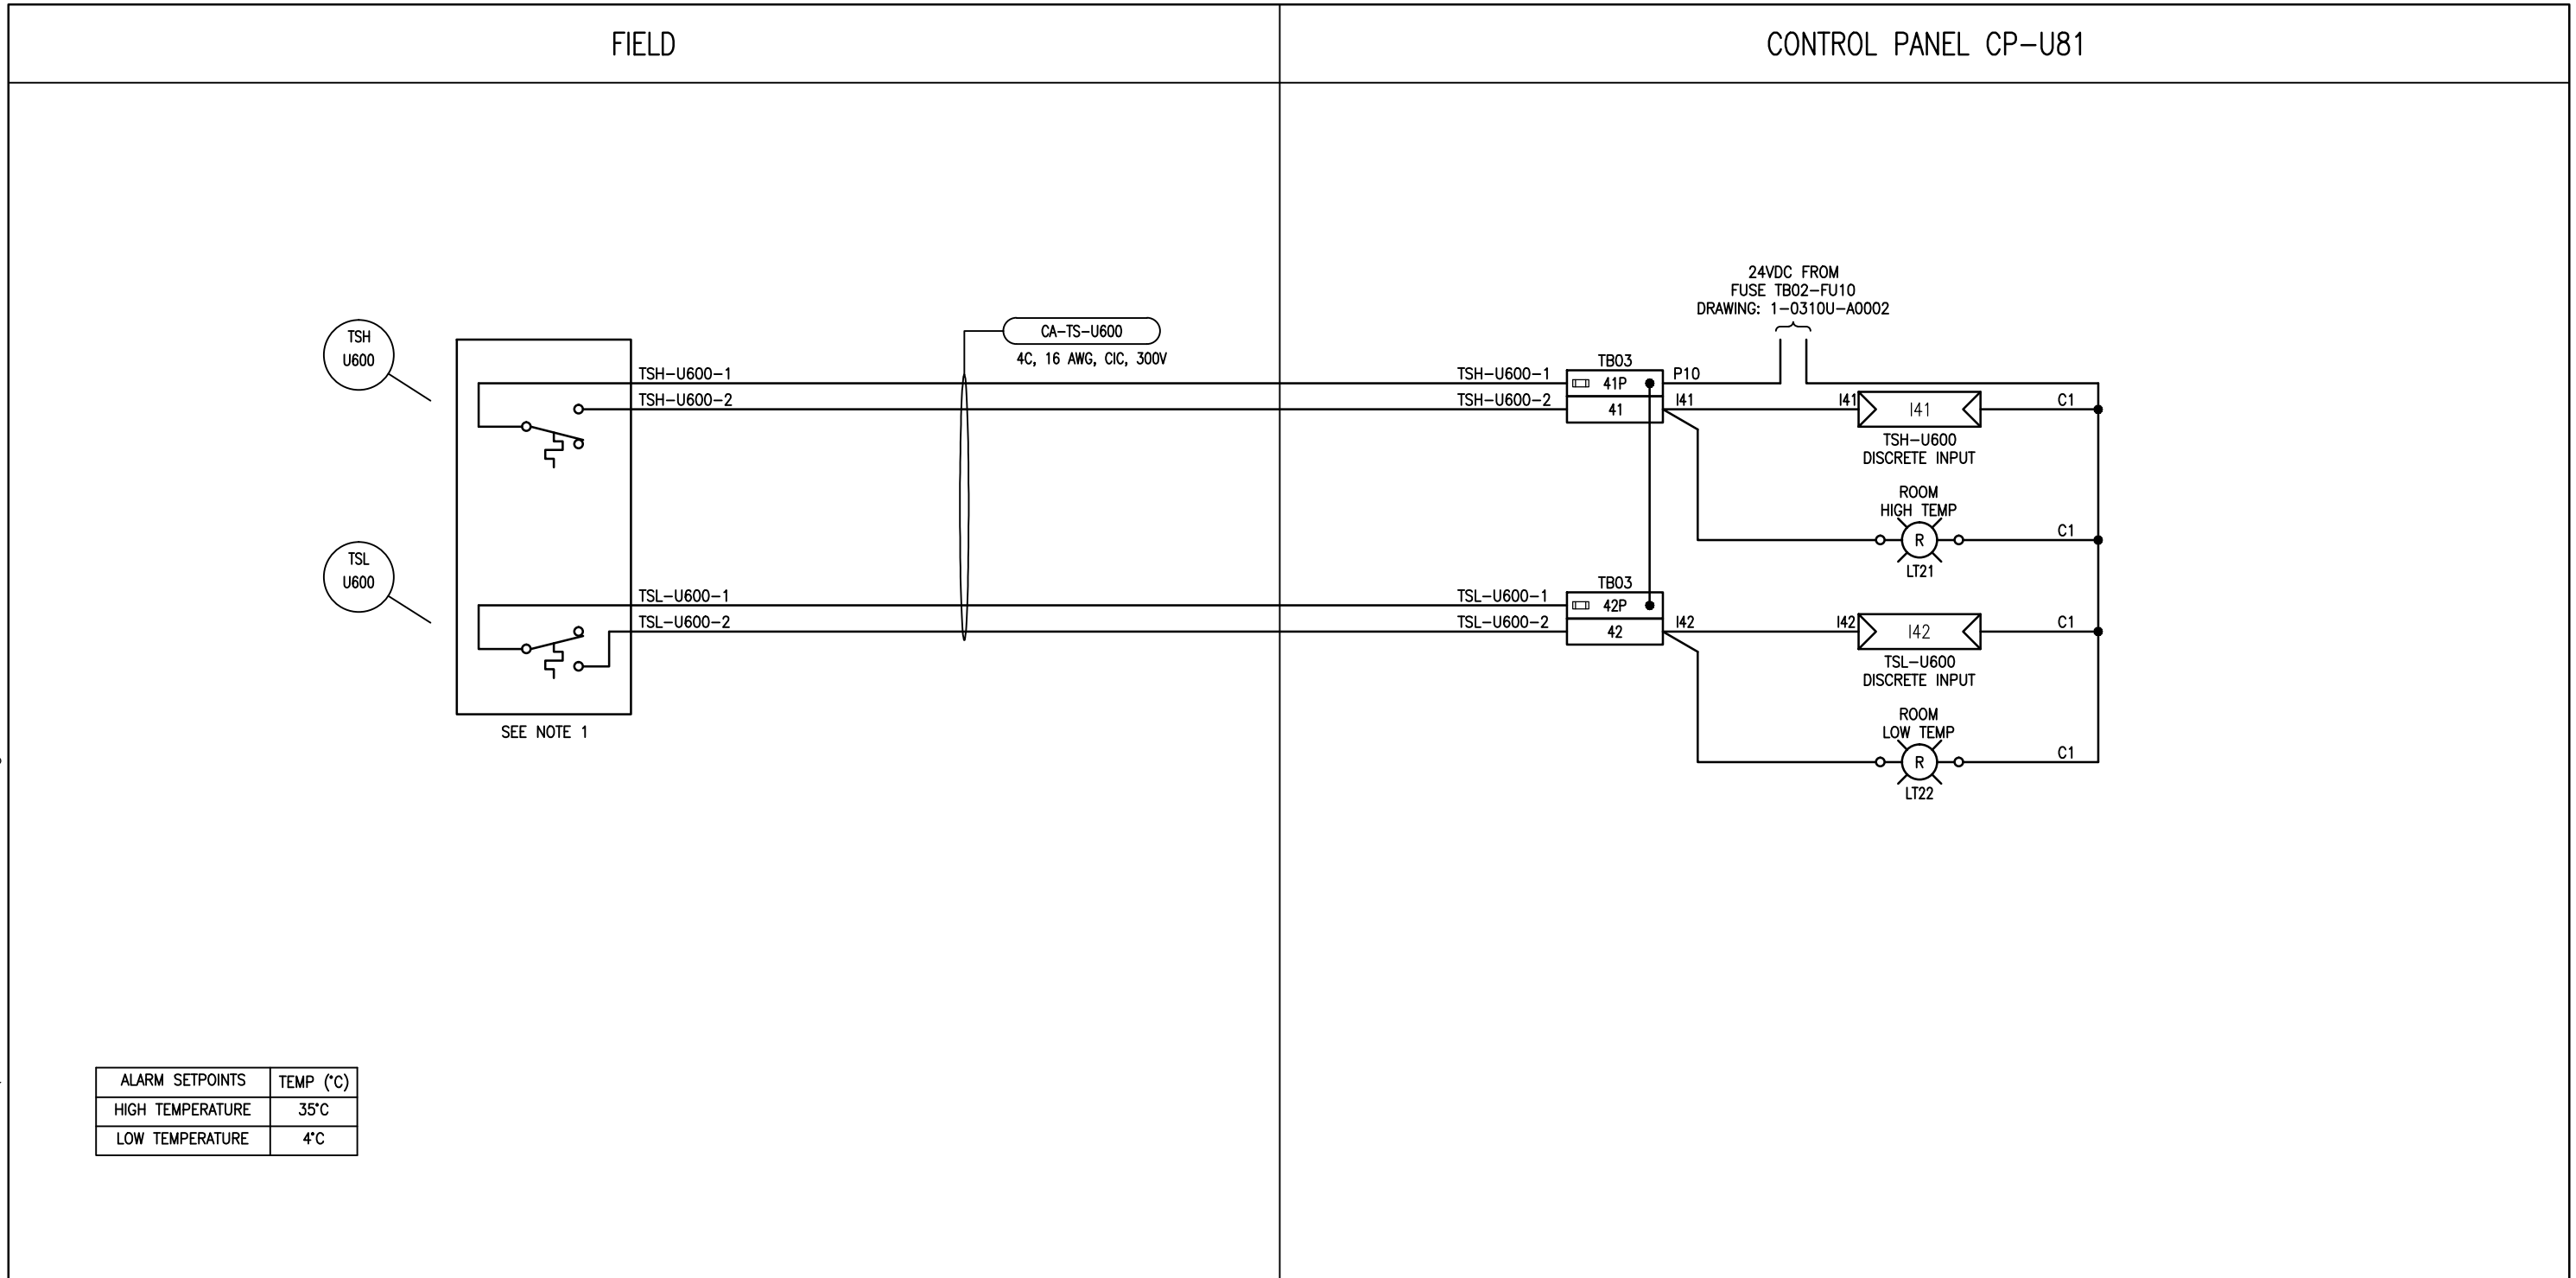 FIELD
CONTROL PANEL CP-U81
24VDC FROM
FUSE TB02-FU10
DRAWING: 1-0310U-A0002
TSH
U600
CA-TS-U600
4C, 16 AWG, CIC, 300V
TSH-U600-1
TSH-U600-2
TSH-U600-1
TSH-U600-2
TB03
41P
41
P10
I41
I41
I41
C1
TSH-U600
DISCRETE INPUT
ROOM
HIGH TEMP
R
C1
LT21
TSL
U600
TSL-U600-1
TSL-U600-2
TSL-U600-1
TSL-U600-2
TB03
42P
42
I42
I42
I42
C1
TSL-U600
DISCRETE INPUT
SEE NOTE 1
ROOM
LOW TEMP
R
C1
LT22
ALARM SETPOINTS TEMP (°C)
HIGH TEMPERATURE 35°C
LOW TEMPERATURE 4°C